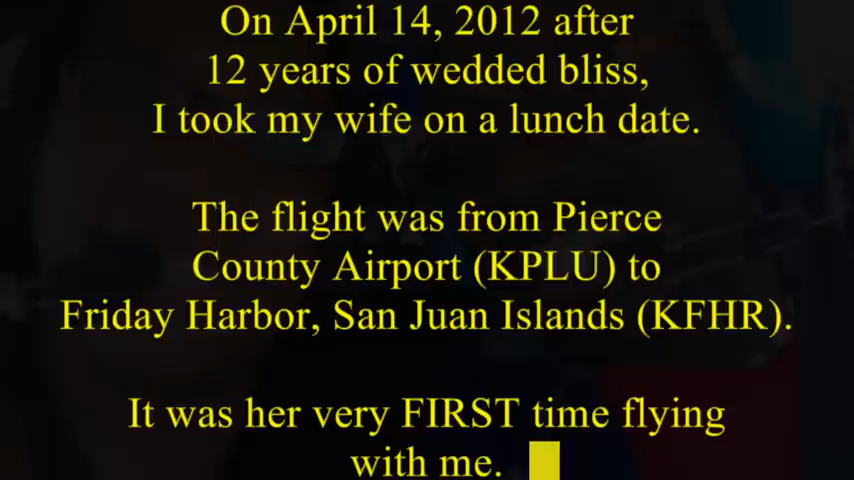 On April 14, 2012 after
12 years of wedded bliss,
I took my wife on a lunch date.
The flight was from Pierce
County Airport (KPLU) to
Friday Harbor, San Juan Islands (KFHR).
It was her very FIRST time flying
with me.